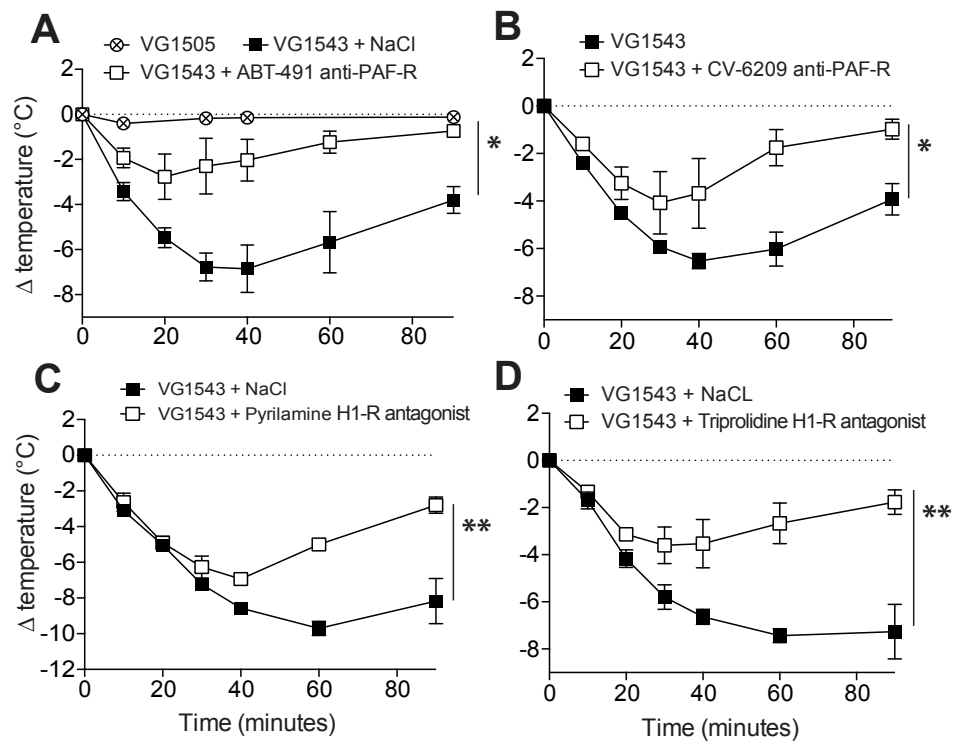 A
VG1505
VG1543 + NaCl
VG1543 + ABT-491 anti-PAF-R
2
0
-2
-4
-6
-8
Δ temperature (°C)
0
20
40
60
80
*
B
VG1543
VG1543 + CV-6209 anti-PAF-R
2
0
-2
-4
-6
-8
0
20
40
60
80
*
C
VG1543 + NaCl
VG1543 + Pyrilamine H1-R antagonist
2
0
-2
-4
-6
-8
-10
-12
Δ temperature (°C)
0
20
40
60
80
Time (minutes)
**
D
VG1543 + NaCL
VG1543 + Triprolidine H1-R antagonist
2
0
-2
-4
-6
-8
0
20
40
60
80
Time (minutes)
**